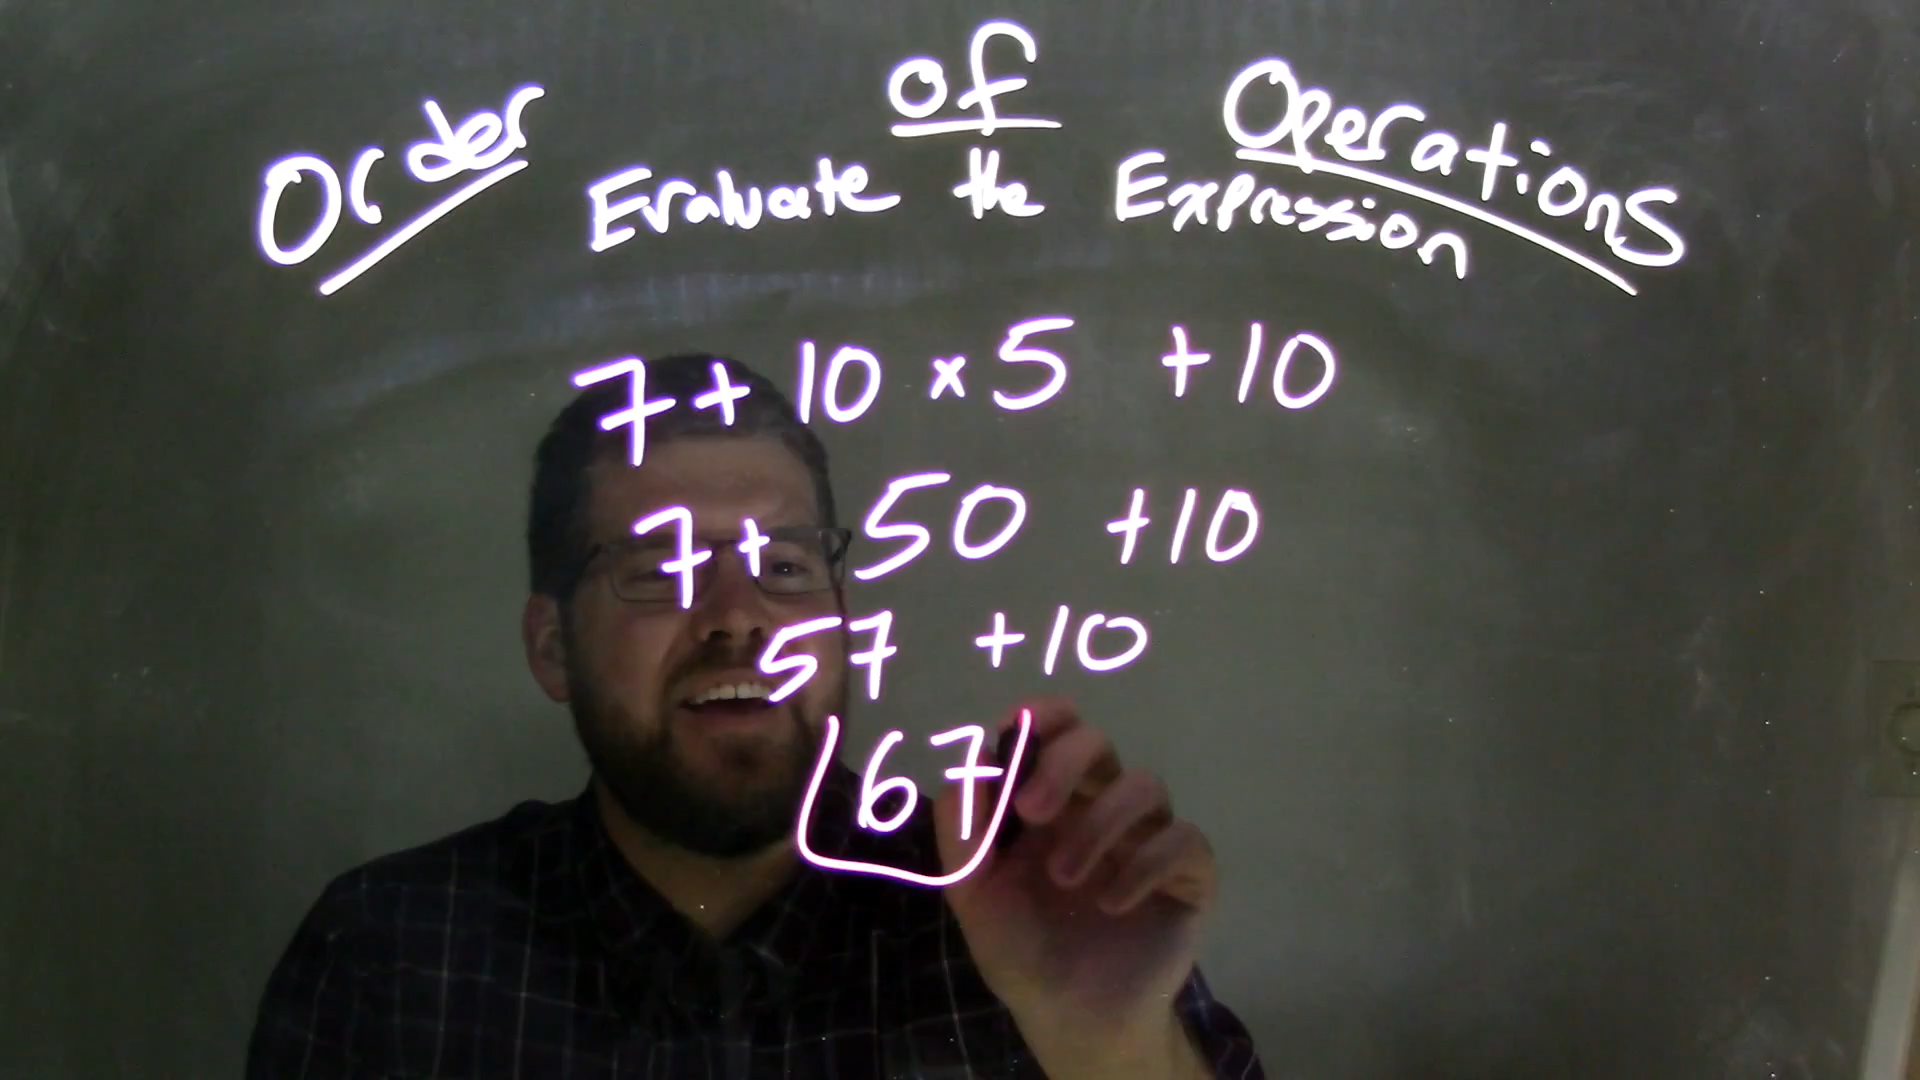 Order of Operations
Evaluate the Expression
7 + 10 × 5 + 10
7 + 50 + 10
57 + 10
67